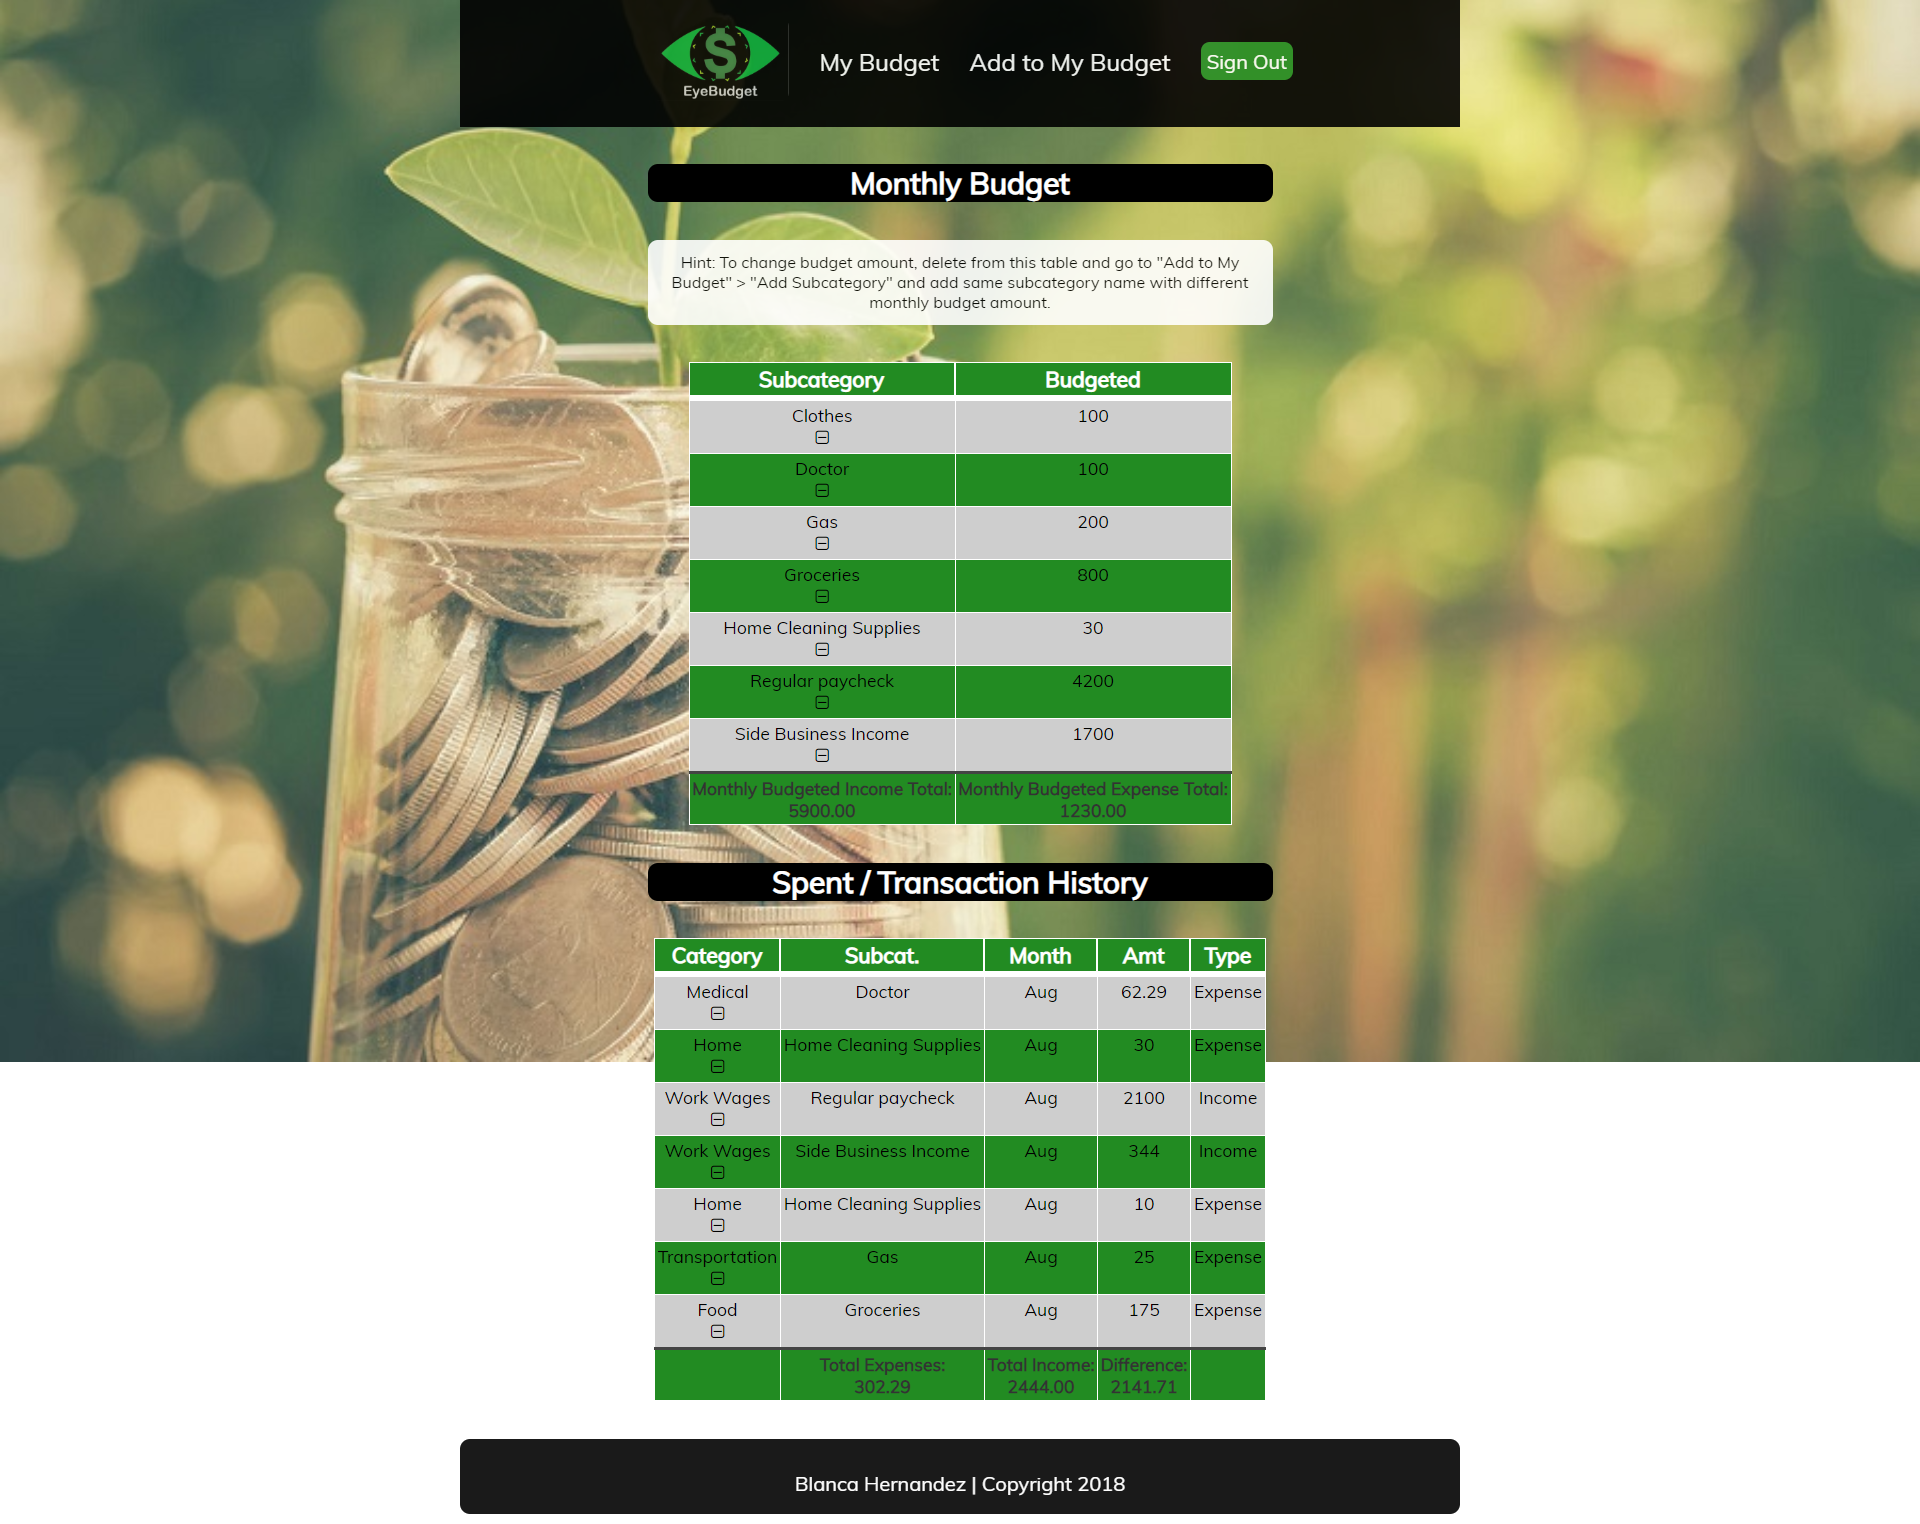 $
EyeBudget
My Budget
Add to My Budget
Sign Out
Monthly Budget
Hint: To change budget amount, delete from this table and go to "Add to My
Budget" > "Add Subcategory" and add same subcategory name with different
monthly budget amount.
Subcategory Budgeted
Clothes 100
Doctor 100
Gas 200
Groceries 800
Home Cleaning Supplies 30
Regular paycheck 4200
Side Business Income 1700
Monthly Budgeted Income Total: Monthly Budgeted Expense Total:
5900.00 1230.00
Spent / Transaction History
Category Subcat. Month Amt Type
Medical Doctor Aug 62.29 Expense
Home Home Cleaning Supplies Aug 30 Expense
Work Wages Regular paycheck Aug 2100 Income
Work Wages Side Business Income Aug 344 Income
Home Home Cleaning Supplies Aug 10 Expense
Transportation Gas Aug 25 Expense
Food Groceries Aug 175 Expense
Total Expenses: Total Income: Difference:
302.29 2444.00 2141.71
Blanca Hernandez | Copyright 2018